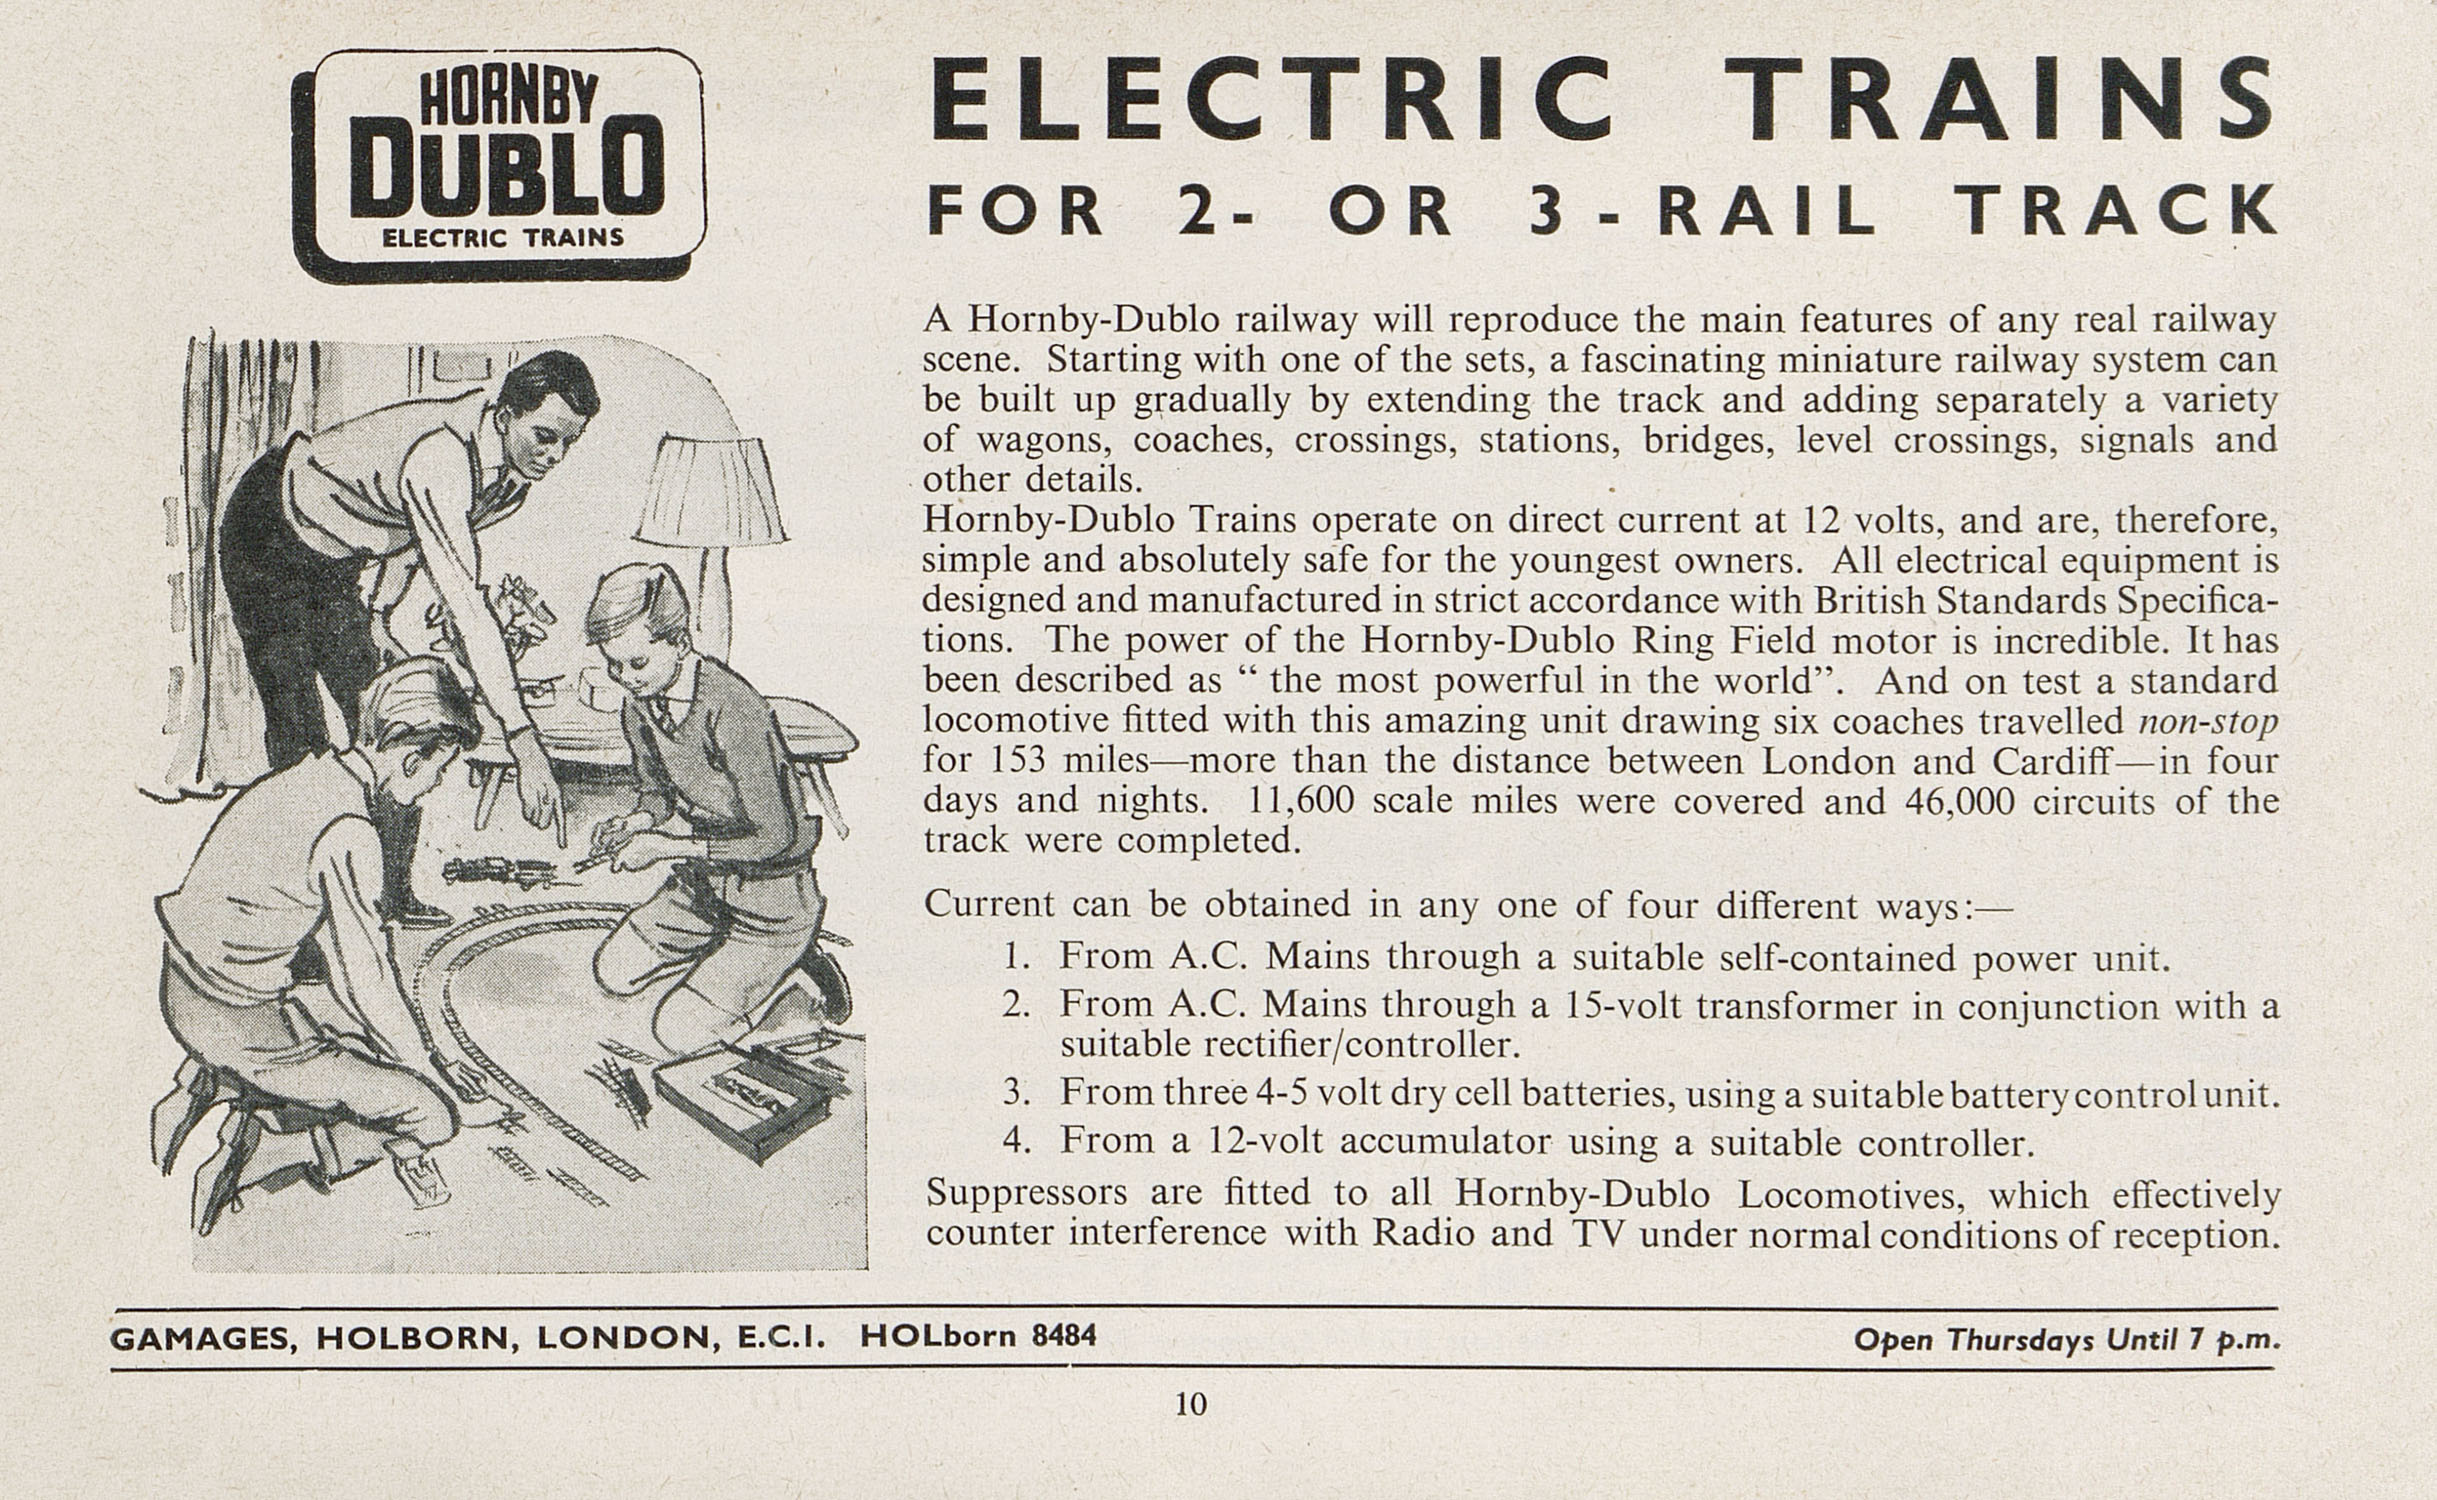 HORNBY
DUBLO
ELECTRIC TRAINS
ELECTRIC TRAINS
FOR 2- OR 3-RAIL TRACK
A Hornby-Dublo railway will reproduce the main features of any real railway
scene. Starting with one of the sets, a fascinating miniature railway system can
be built up gradually by extending the track and adding separately a variety
of wagons, coaches, crossings, stations, bridges, level crossings, signals and
other details.
Hornby-Dublo Trains operate on direct current at 12 volts, and are, therefore,
simple and absolutely safe for the youngest owners. All electrical equipment is
designed and manufactured in strict accordance with British Standards Specifica-
tions. The power of the Hornby-Dublo Ring Field motor is incredible. It has
been described as “ the most powerful in the world”. And on test a standard
locomotive fitted with this amazing unit drawing six coaches travelled non-stop
for 153 miles—more than the distance between London and Cardiff—in four
days and nights. 11,600 scale miles were covered and 46,000 circuits of the
track were completed.
Current can be obtained in any one of four different ways:—
1. From A.C. Mains through a suitable self-contained power unit.
2. From A.C. Mains through a 15-volt transformer in conjunction with a
suitable rectifier/controller.
3. From three 4-5 volt dry cell batteries, using a suitable battery control unit.
4. From a 12-volt accumulator using a suitable controller.
Suppressors are fitted to all Hornby-Dublo Locomotives, which effectively
counter interference with Radio and TV under normal conditions of reception.
GAMAGES, HOLBORN, LONDON, E.C.I. HOLborn 8484
Open Thursdays Until 7 p.m.
10